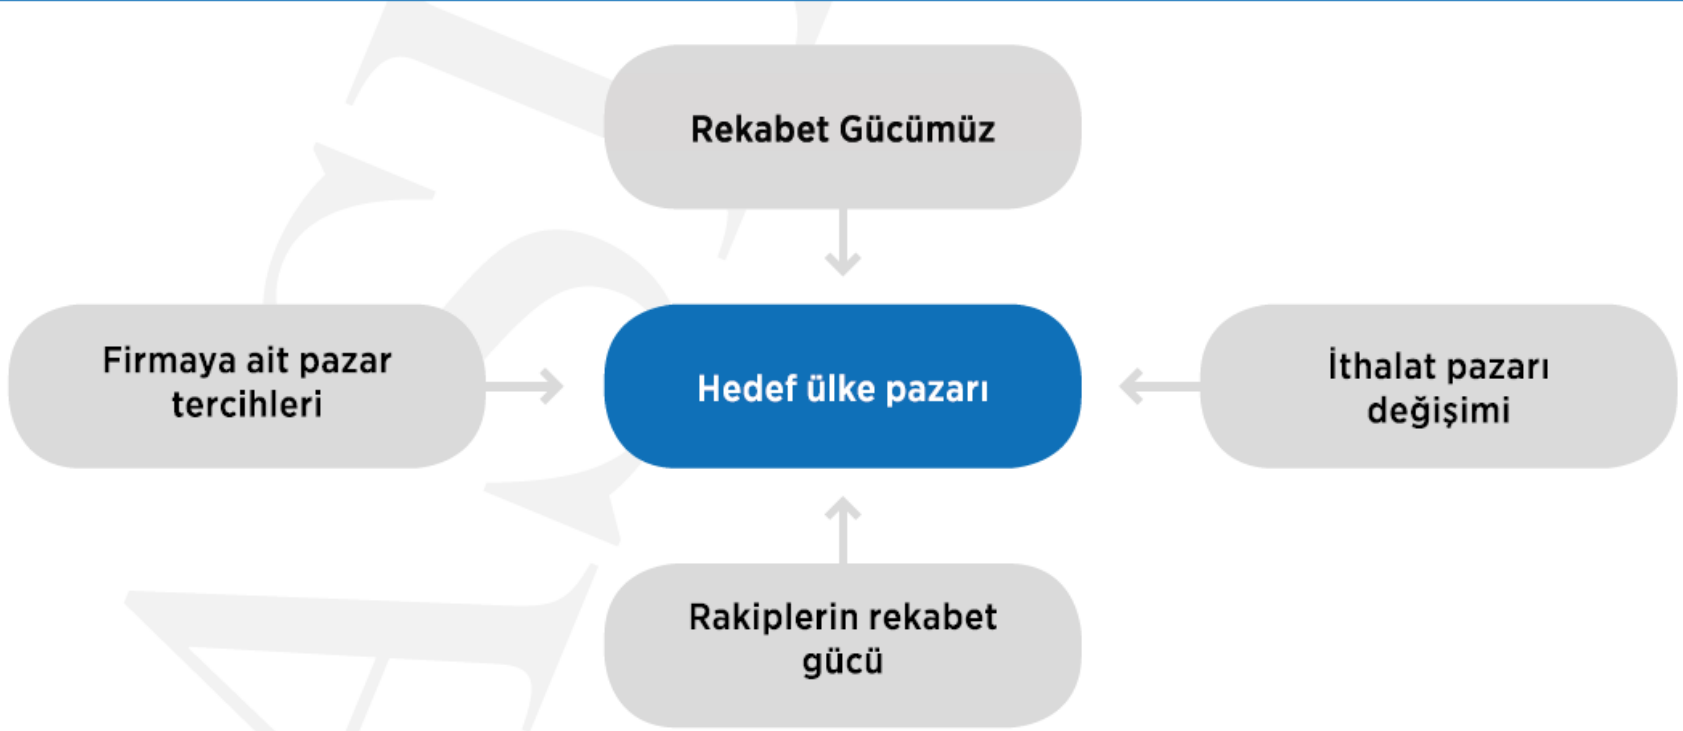 Rekabet Gücümüz
Firmaya ait pazar
tercihleri
Hedef ülke pazarı
İthalat pazarı
değişimi
Rakiplerin rekabet
gücü